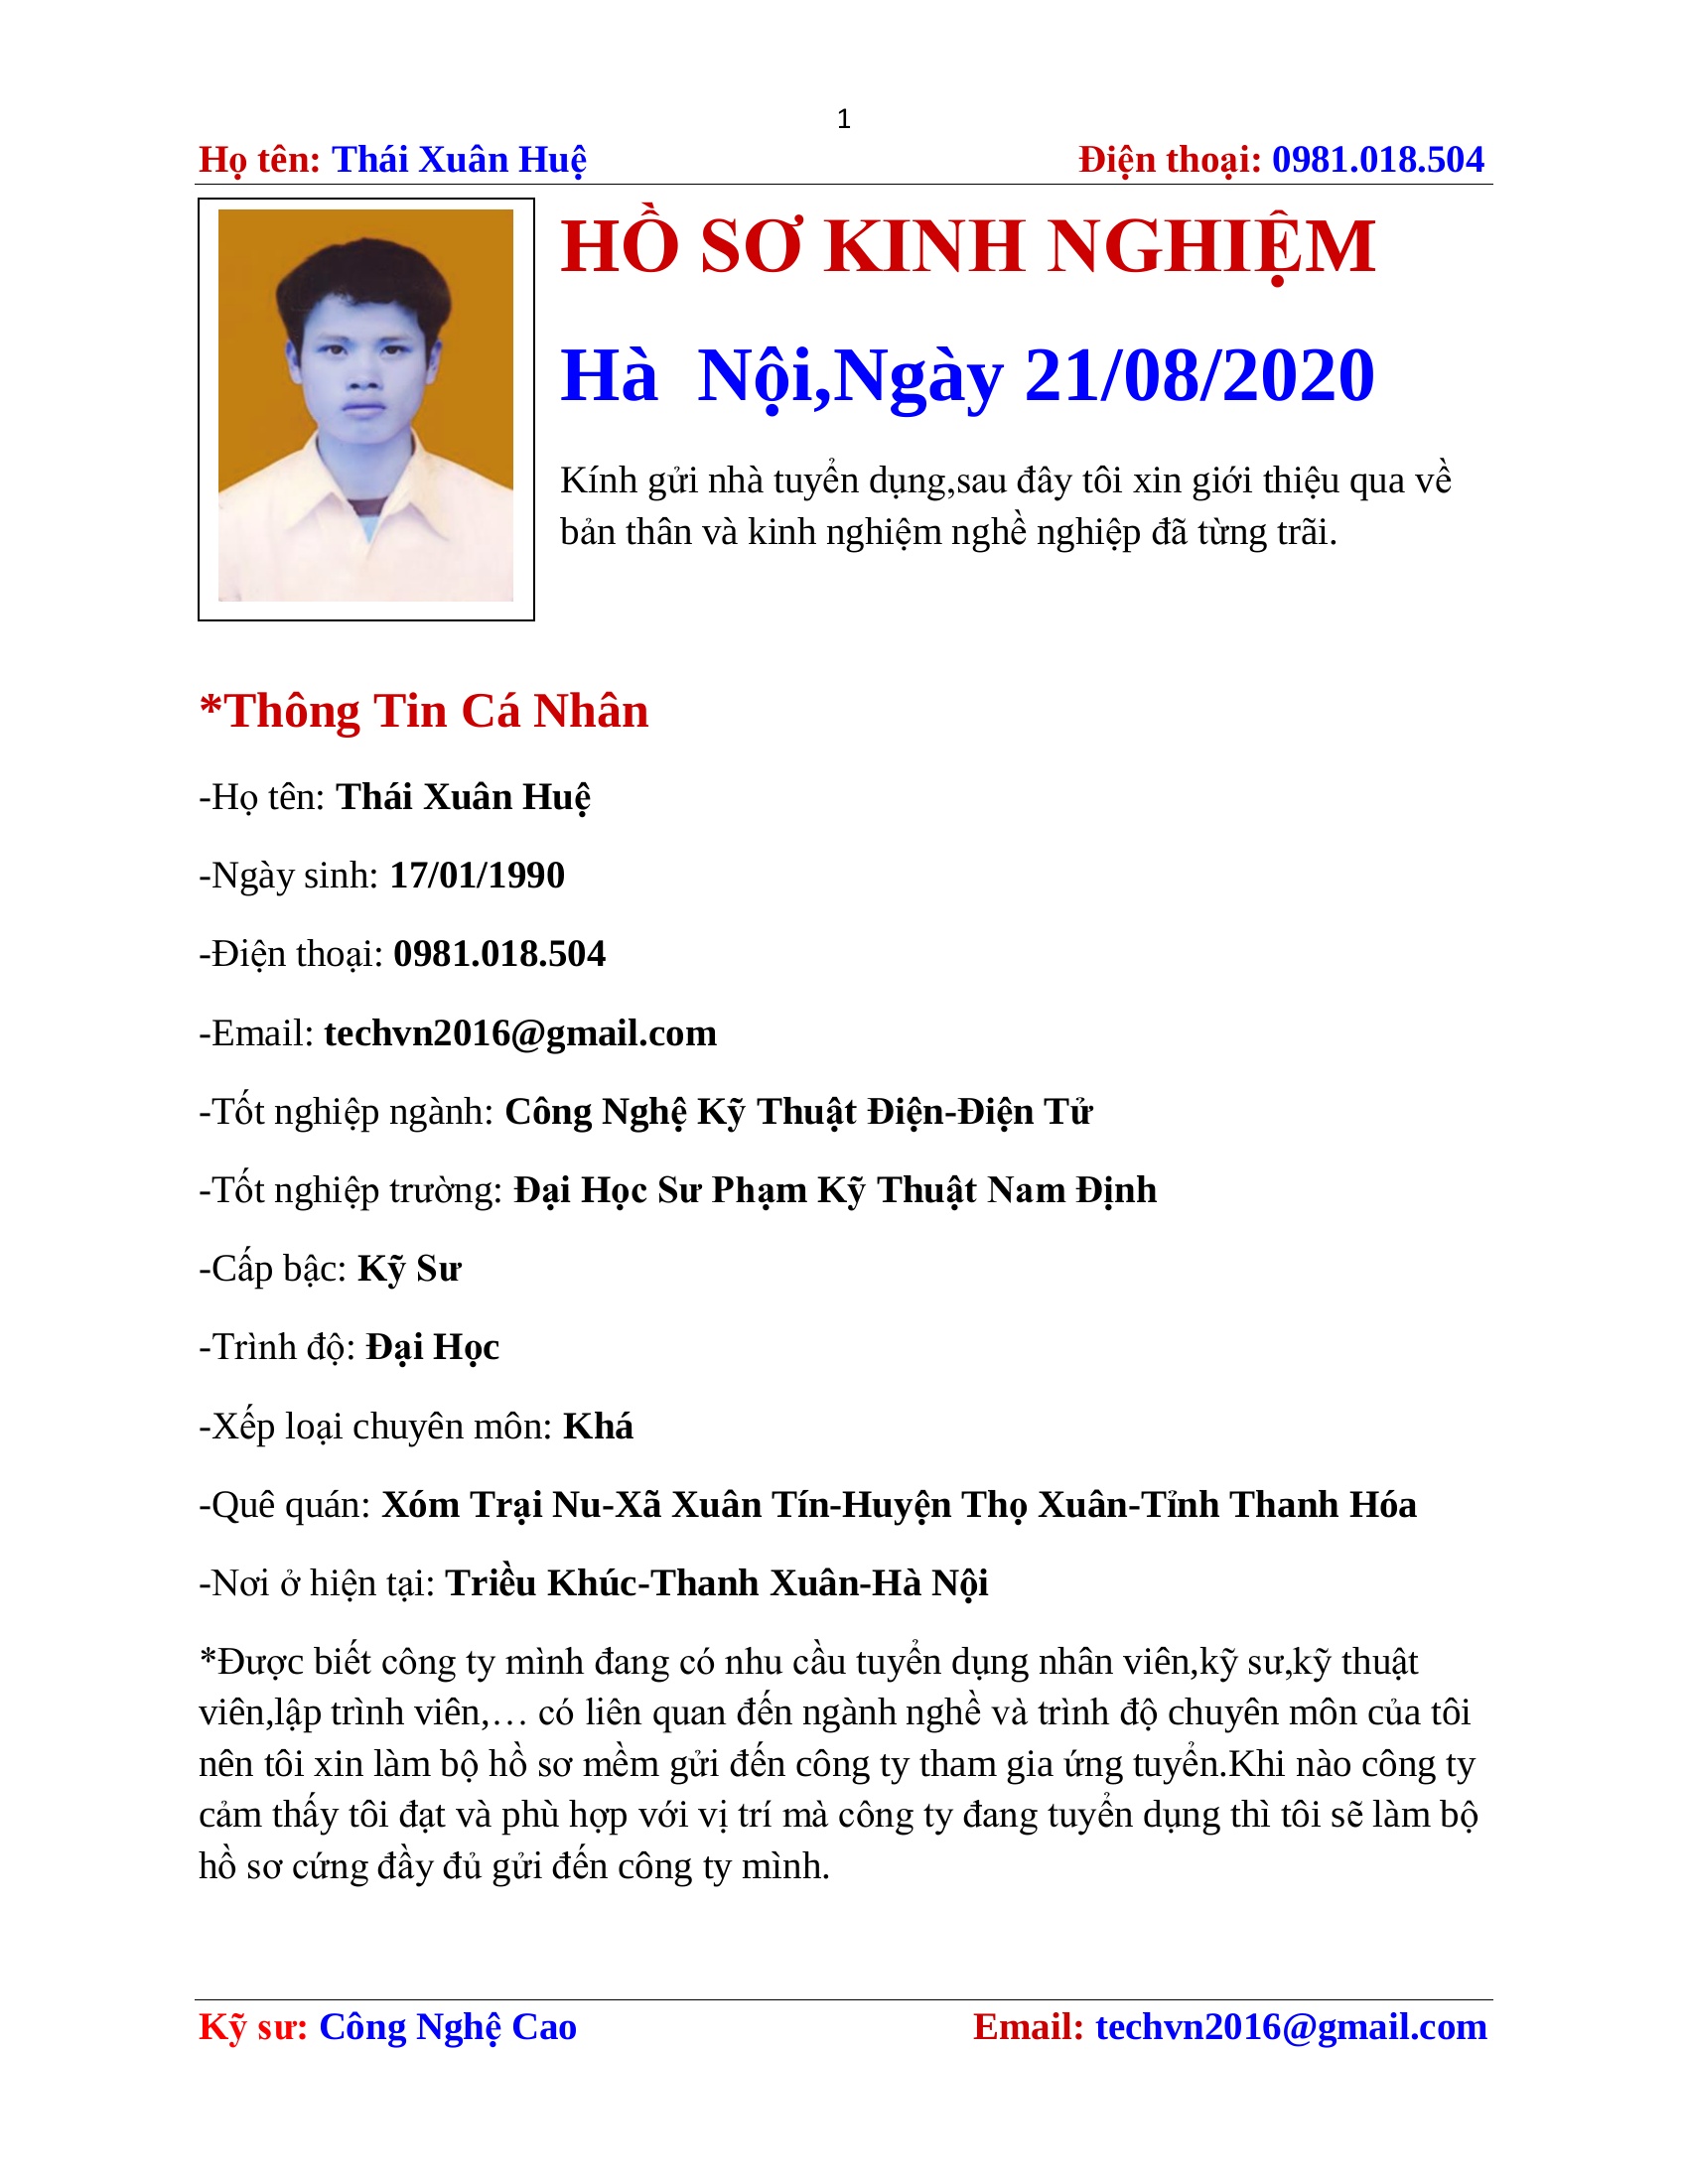 1
Họ tên: Thái Xuân Huệ Điện thoại: 0981.018.504
HỒ SƠ KINH NGHIỆM
Hà  Nội,Ngày 21/08/2020
Kính gửi nhà tuyển dụng,sau đây tôi xin giới thiệu qua về
bản thân và kinh nghiệm nghề nghiệp đã từng trãi.
*Thông Tin Cá Nhân
-Họ tên: Thái Xuân Huệ
-Ngày sinh: 17/01/1990
-Điện thoại: 0981.018.504
-Email: techvn2016@gmail.com
-Tốt nghiệp ngành: Công Nghệ Kỹ Thuật Điện-Điện Tử
-Tốt nghiệp trường: Đại Học Sư Phạm Kỹ Thuật Nam Định
-Cấp bậc: Kỹ Sư
-Trình độ: Đại Học
-Xếp loại chuyên môn: Khá
-Quê quán: Xóm Trại Nu-Xã Xuân Tín-Huyện Thọ Xuân-Tỉnh Thanh Hóa
-Nơi ở hiện tại: Triều Khúc-Thanh Xuân-Hà Nội
*Được biết công ty mình đang có nhu cầu tuyển dụng nhân viên,kỹ sư,kỹ thuật
viên,lập trình viên,… có liên quan đến ngành nghề và trình độ chuyên môn của tôi
nên tôi xin làm bộ hồ sơ mềm gửi đến công ty tham gia ứng tuyển.Khi nào công ty
cảm thấy tôi đạt và phù hợp với vị trí mà công ty đang tuyển dụng thì tôi sẽ làm bộ
hồ sơ cứng đầy đủ gửi đến công ty mình.
Kỹ sư: Công Nghệ Cao Email: techvn2016@gmail.com